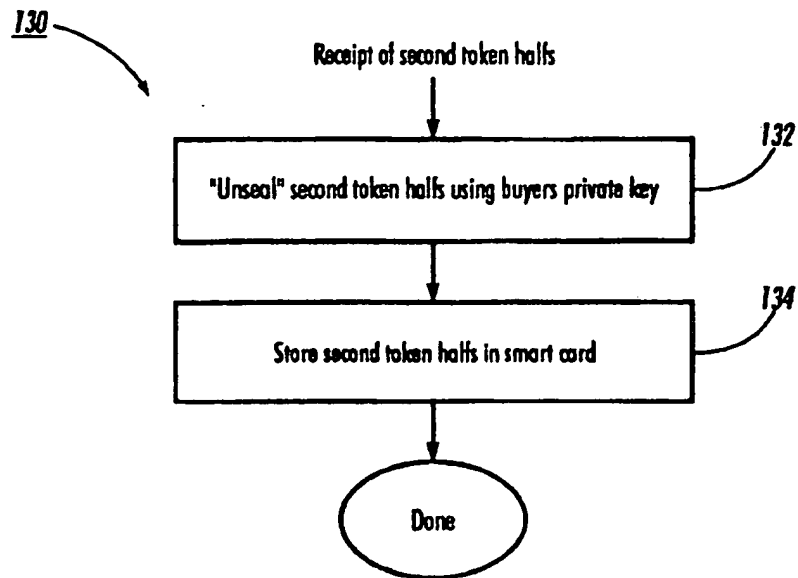 130
Receipt of second token halfs
132
"Unseal" second token halfs using buyers private key
134
Store second token halfs in smart card
Done